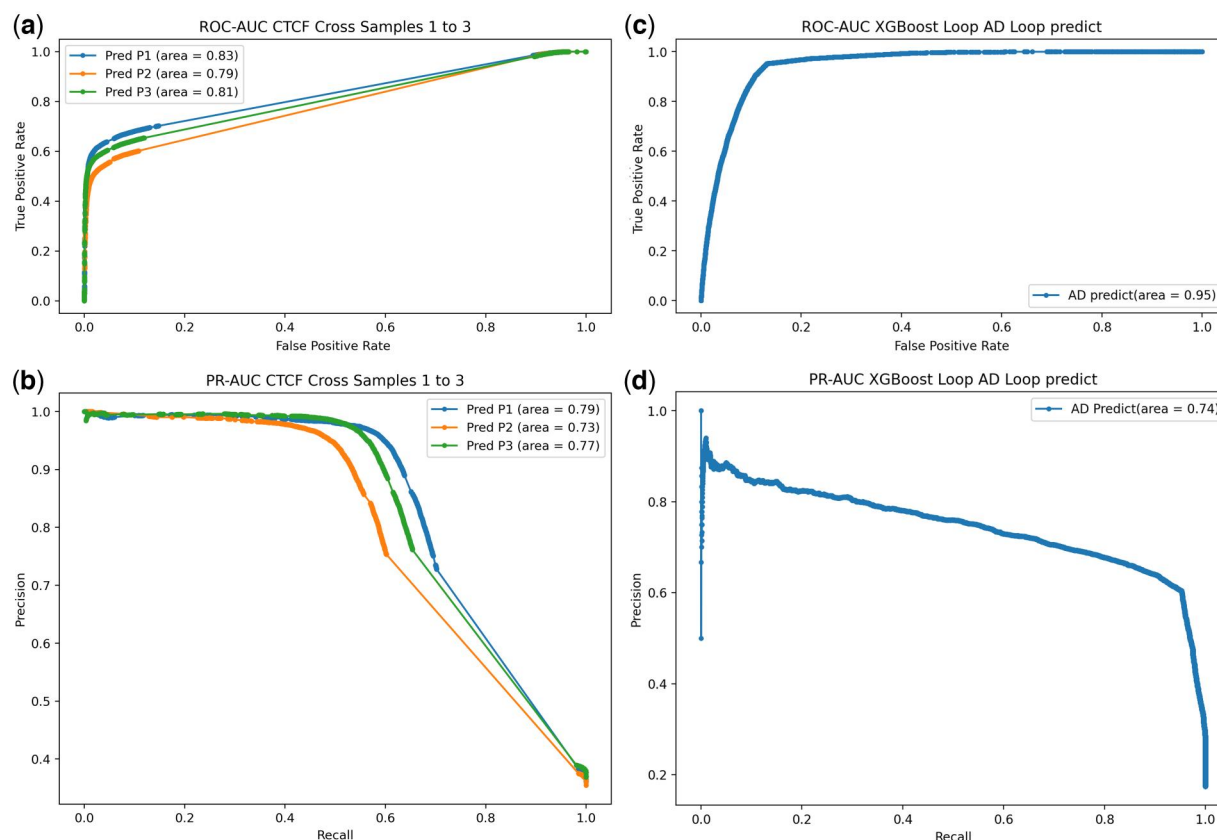 (a)
ROC-AUC CTCF Cross Samples 1 to 3
Pred P1 (area = 0.83)
Pred P2 (area = 0.79)
Pred P3 (area = 0.81)
True Positive Rate
1.0
0.8
0.6
0.4
0.2
0.0
0.0 0.2 0.4 0.6 0.8 1.0
False Positive Rate
(c)
ROC-AUC XGBoost Loop AD Loop predict
True Positive Rate
1.0
0.8
0.6
0.4
0.2
0.0
AD predict(area = 0.95)
0.0 0.2 0.4 0.6 0.8 1.0
False Positive Rate
(b)
PR-AUC CTCF Cross Samples 1 to 3
Pred P1 (area = 0.79)
Pred P2 (area = 0.73)
Pred P3 (area = 0.77)
Precision
1.0
0.9
0.8
0.7
0.6
0.5
0.4
0.0 0.2 0.4 0.6 0.8 1.0
Recall
(d)
PR-AUC XGBoost Loop AD Loop predict
AD Predict(area = 0.74)
Precision
1.0
0.8
0.6
0.4
0.2
0.0 0.2 0.4 0.6 0.8 1.0
Recall